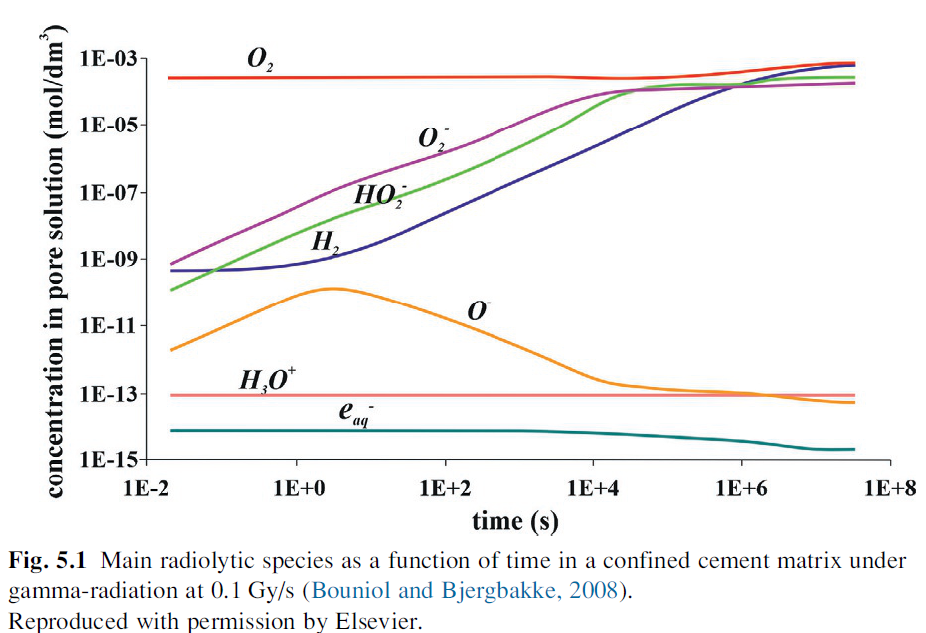 concentration in pore solution (mol/dm³)
1E-03
1E-05
1E-07
1E-09
1E-11
1E-13
1E-15
O₂
O₂⁻
HO₂⁻
H₂
O⁻
H₃O⁺
eₐq⁻
1E-2 1E+0 1E+2 1E+4 1E+6 1E+8
time (s)
Fig. 5.1 Main radiolytic species as a function of time in a confined cement matrix under
gamma-radiation at 0.1 Gy/s (Bouniol and Bjergbakke, 2008).
Reproduced with permission by Elsevier.